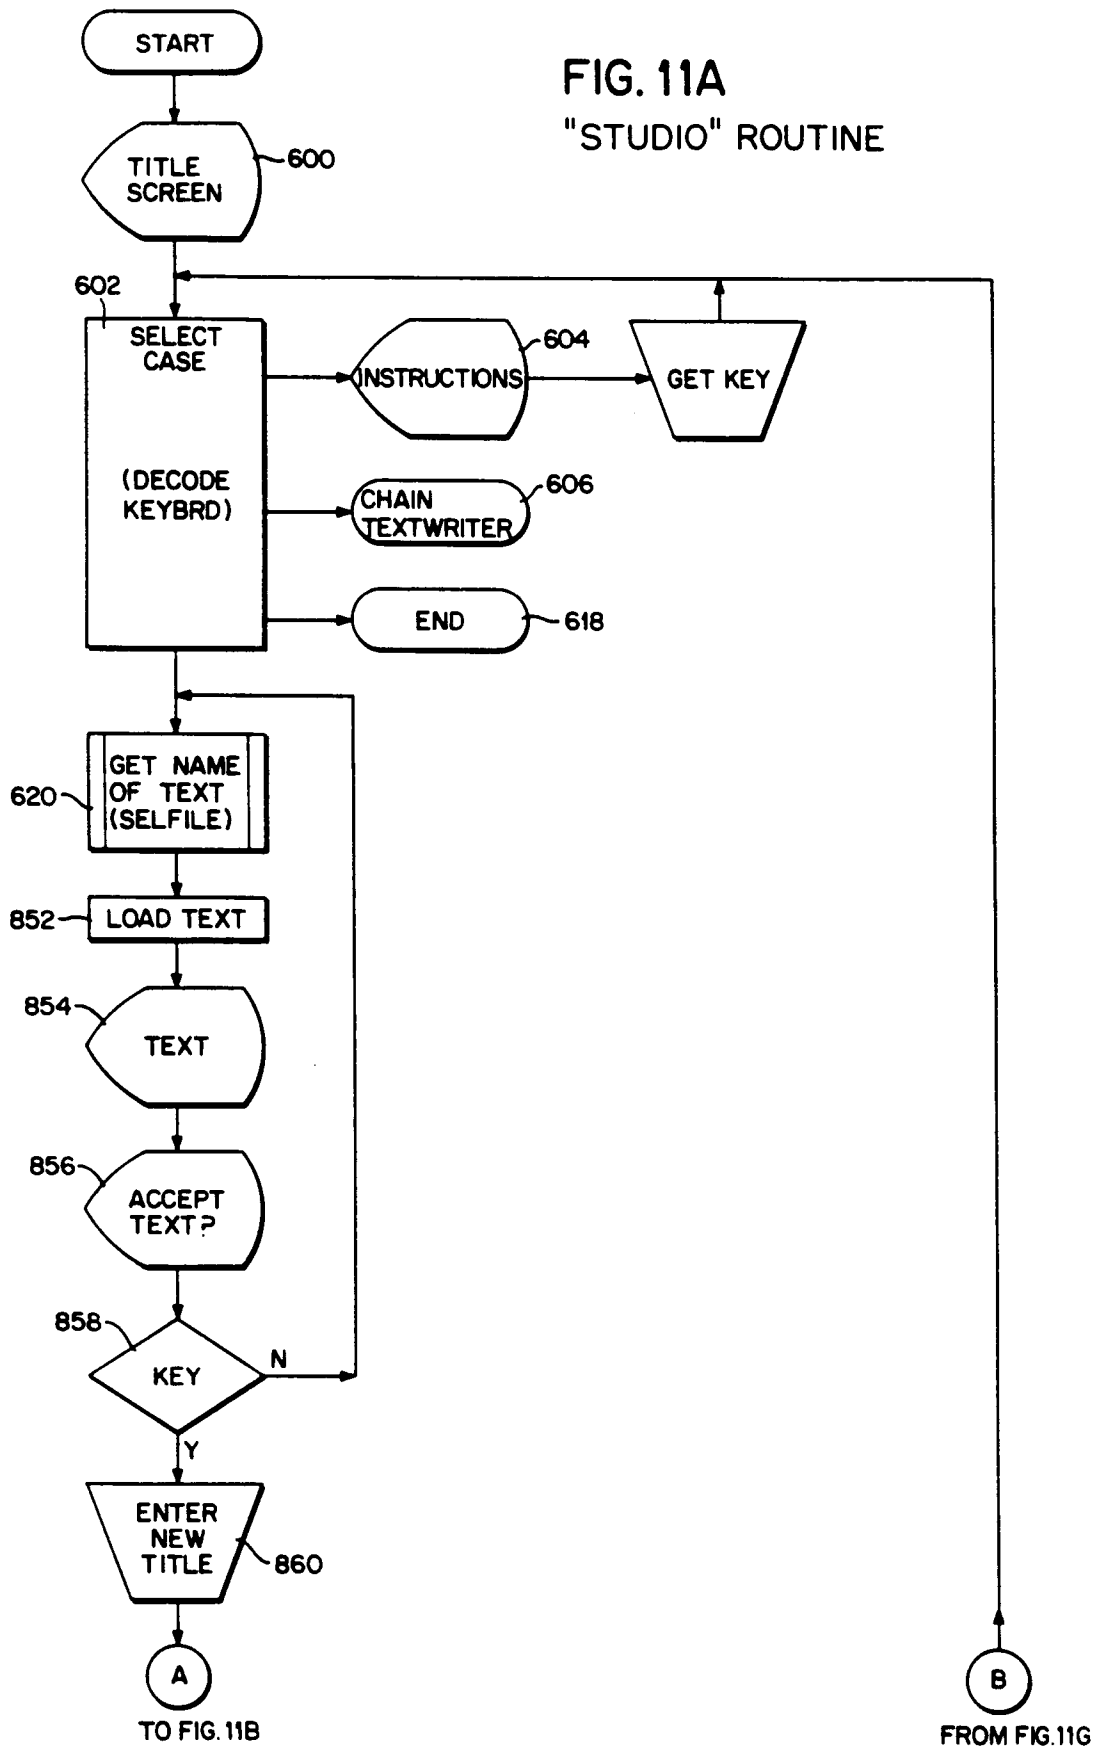 START
FIG. 11A
"STUDIO" ROUTINE
TITLE
SCREEN
600
602
SELECT
CASE
(DECODE
KEYBRD)
INSTRUCTIONS
604
GET KEY
CHAIN
TEXTWRITER
606
END
618
GET NAME
OF TEXT
(SELFILE)
620
852
LOAD TEXT
854
TEXT
856
ACCEPT
TEXT?
858
KEY
N
Y
ENTER
NEW
TITLE
860
A
TO FIG. 11B
B
FROM FIG. 11G